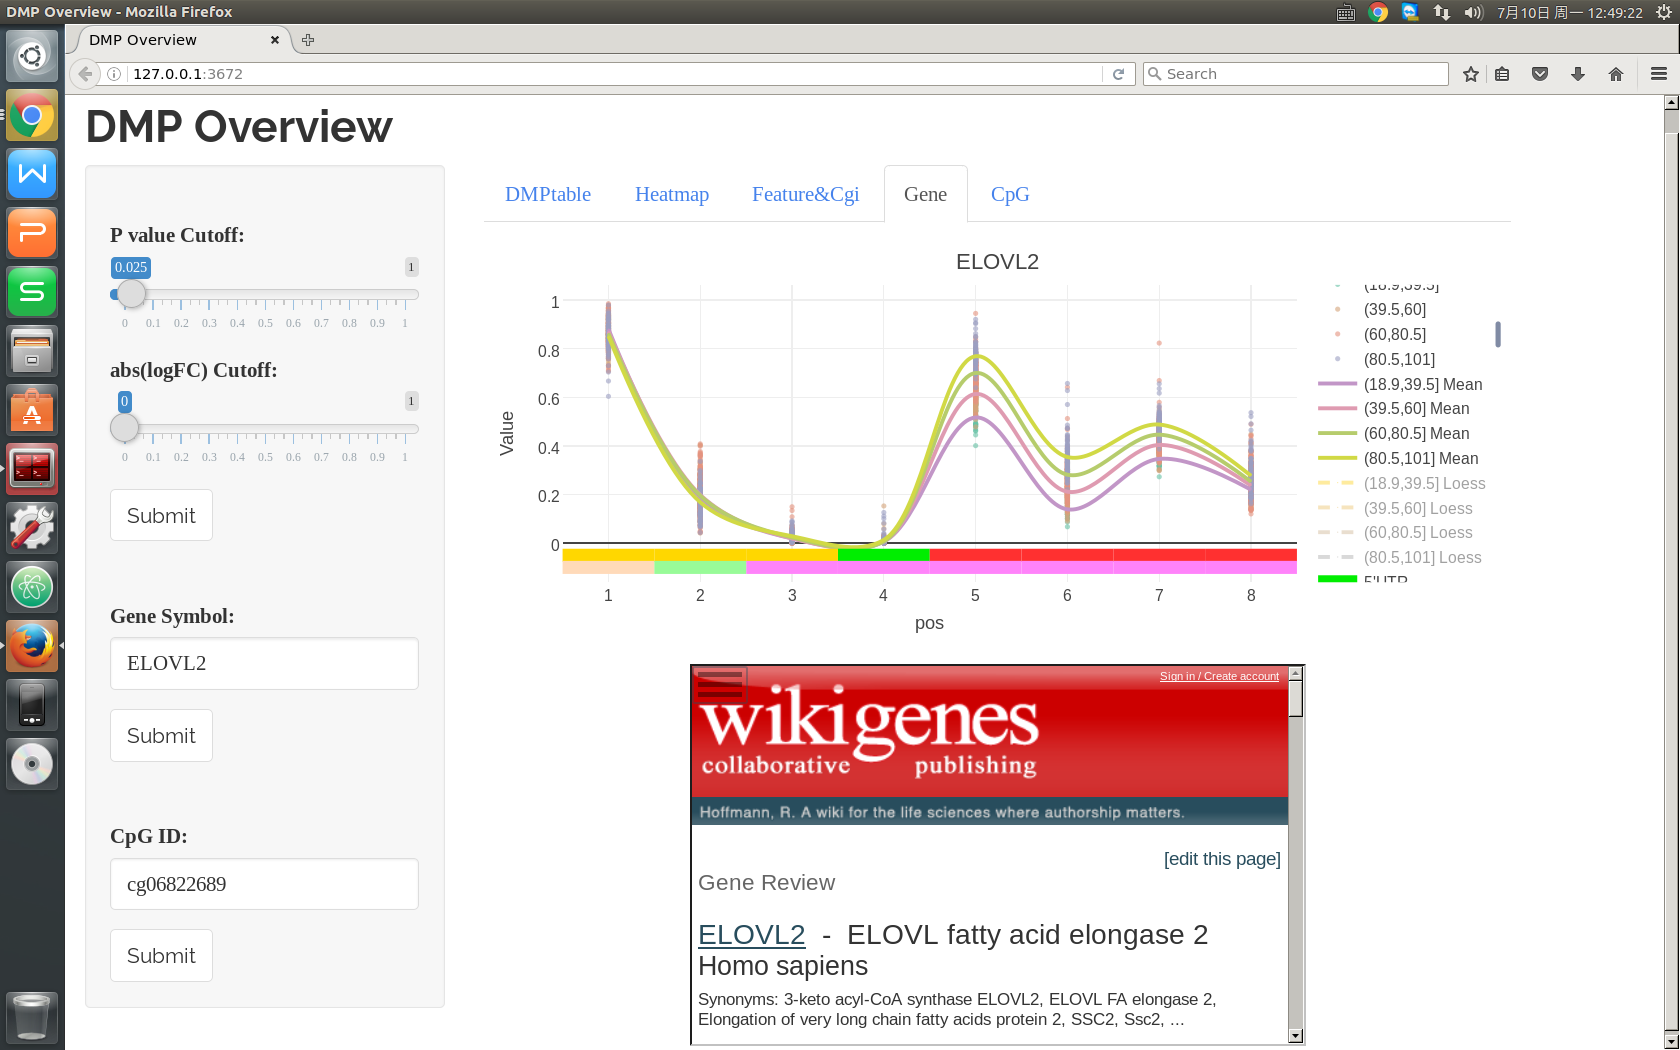 DMP Overview - Mozilla Firefox
7月10日 周一 12:49:22
DMP Overview
127.0.0.1:3672
Search
DMP Overview
P value Cutoff:
0.025
1
0 0.1 0.2 0.3 0.4 0.5 0.6 0.7 0.8 0.9 1
abs(logFC) Cutoff:
0
1
0 0.1 0.2 0.3 0.4 0.5 0.6 0.7 0.8 0.9 1
Submit
Gene Symbol:
ELOVL2
Submit
CpG ID:
cg06822689
Submit
DMPtable Heatmap Feature&Cgi Gene CpG
ELOVL2
Value
1
0.8
0.6
0.4
0.2
0
1 2 3 4 5 6 7 8
pos
(18.9,39.5]
(39.5,60]
(60,80.5]
(80.5,101]
(18.9,39.5] Mean
(39.5,60] Mean
(60,80.5] Mean
(80.5,101] Mean
(18.9,39.5] Loess
(39.5,60] Loess
(60,80.5] Loess
(80.5,101] Loess
5'UTR
Sign in / Create account
wikigenes
collaborative publishing
Hoffmann, R. A wiki for the life sciences where authorship matters.
[edit this page]
Gene Review
ELOVL2 - ELOVL fatty acid elongase 2
Homo sapiens
Synonyms: 3-keto acyl-CoA synthase ELOVL2, ELOVL FA elongase 2,
Elongation of very long chain fatty acids protein 2, SSC2, Ssc2, ...